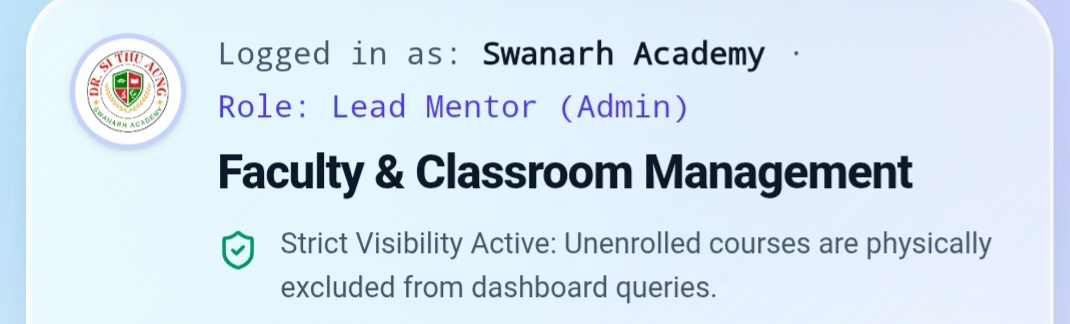 DR. SI THU AUNG
SWANARH ACADEMY
Logged in as: Swanarh Academy ·
Role: Lead Mentor (Admin)
Faculty & Classroom Management
Strict Visibility Active: Unenrolled courses are physically
excluded from dashboard queries.